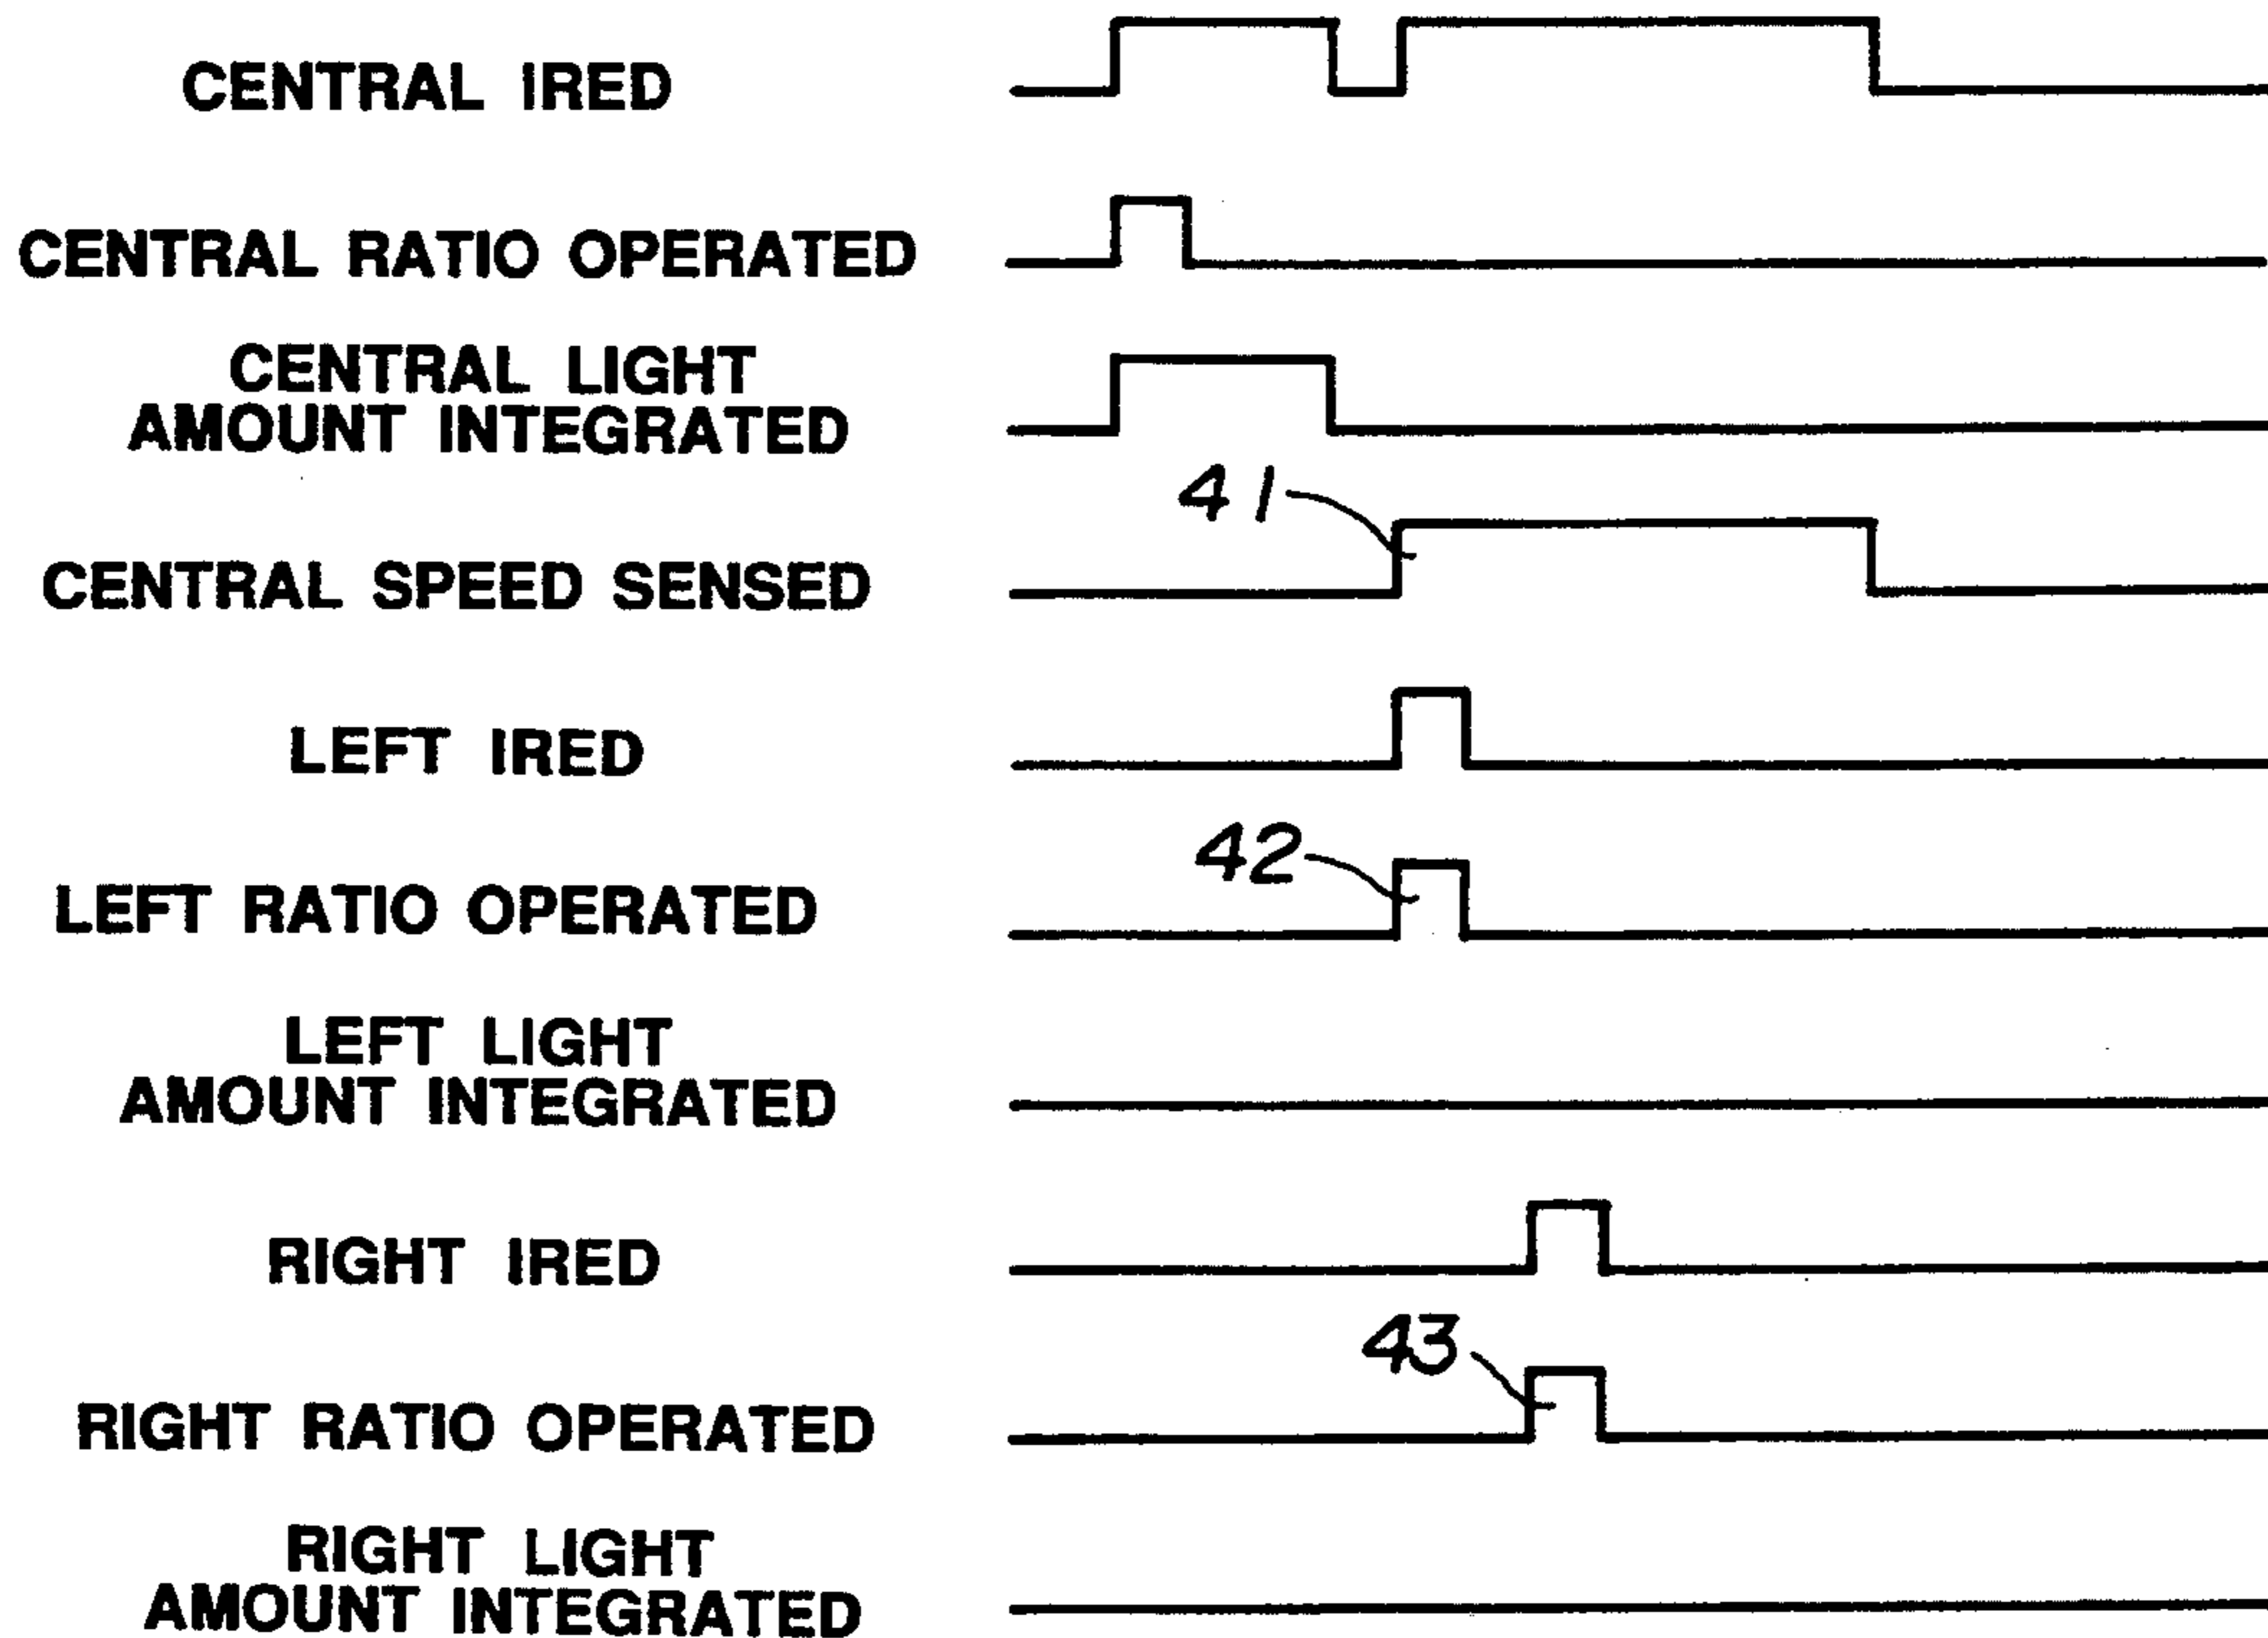 CENTRAL IRED
CENTRAL RATIO OPERATED
CENTRAL LIGHT
AMOUNT INTEGRATED
41
CENTRAL SPEED SENSED
LEFT IRED
42
LEFT RATIO OPERATED
LEFT LIGHT
AMOUNT INTEGRATED
RIGHT IRED
43
RIGHT RATIO OPERATED
RIGHT LIGHT
AMOUNT INTEGRATED